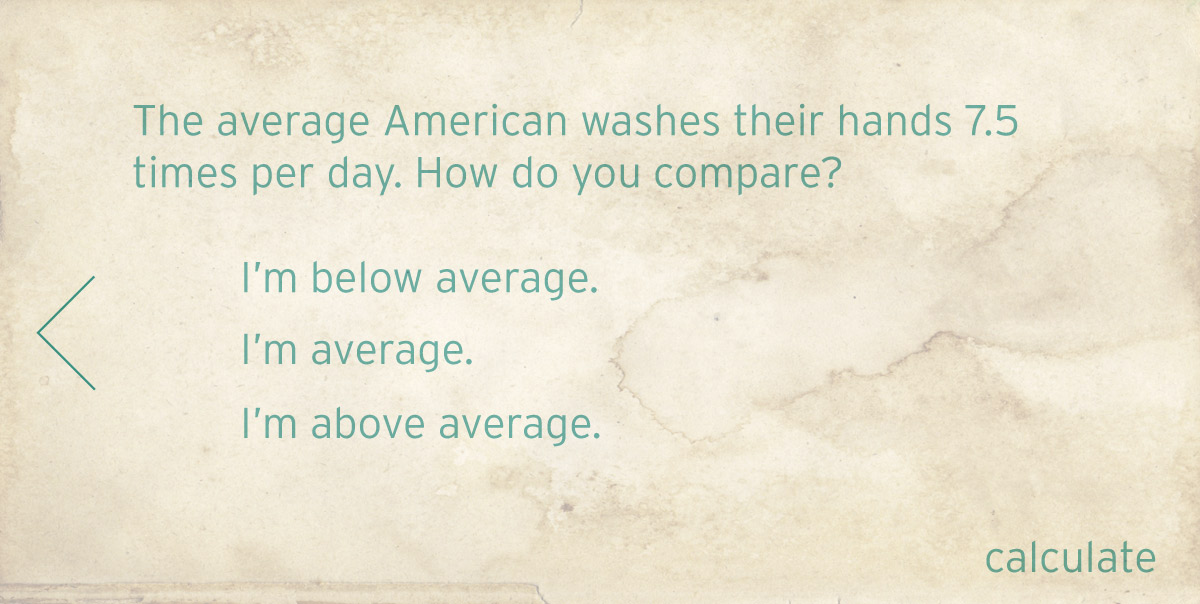 The average American washes their hands 7.5
times per day. How do you compare?
I'm below average.
I'm average.
I'm above average.
calculate